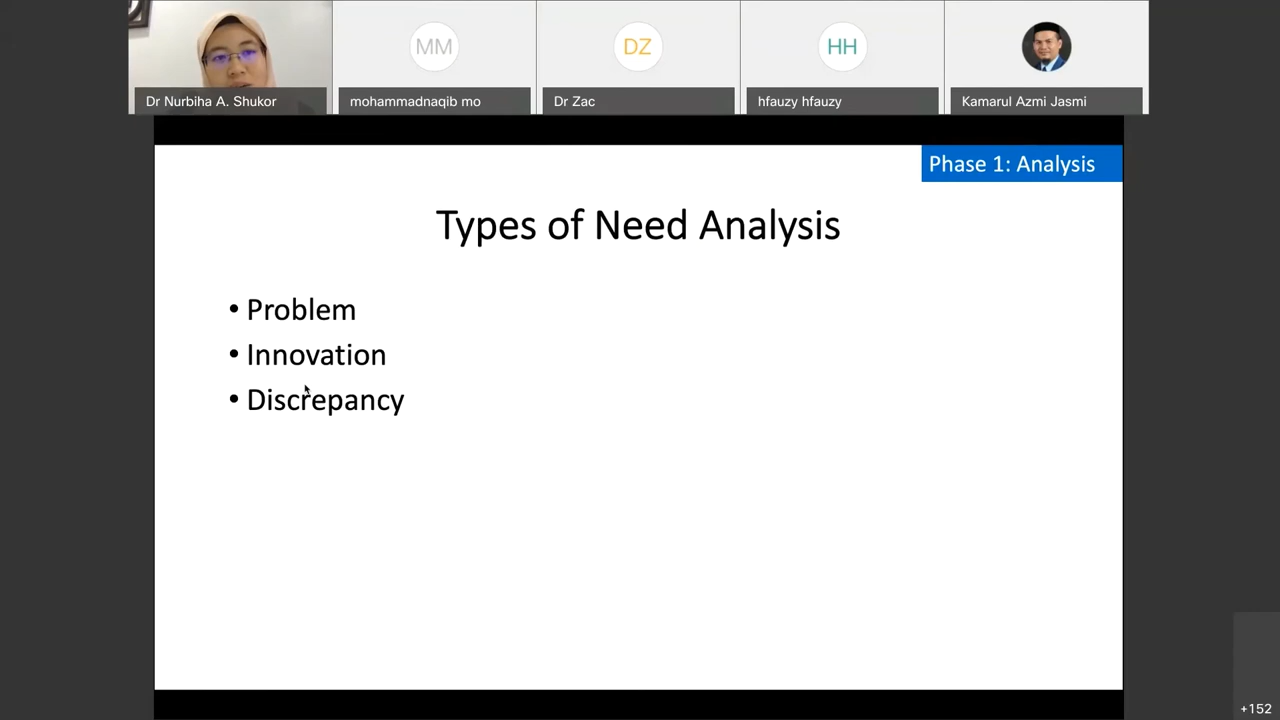 MM
DZ
HH
Dr Nurbiha A. Shukor
mohammadnaqib mo
Dr Zac
hfauzy hfauzy
Kamarul Azmi Jasmi
Phase 1: Analysis
Types of Need Analysis
• Problem
• Innovation
• Discrepancy
+152